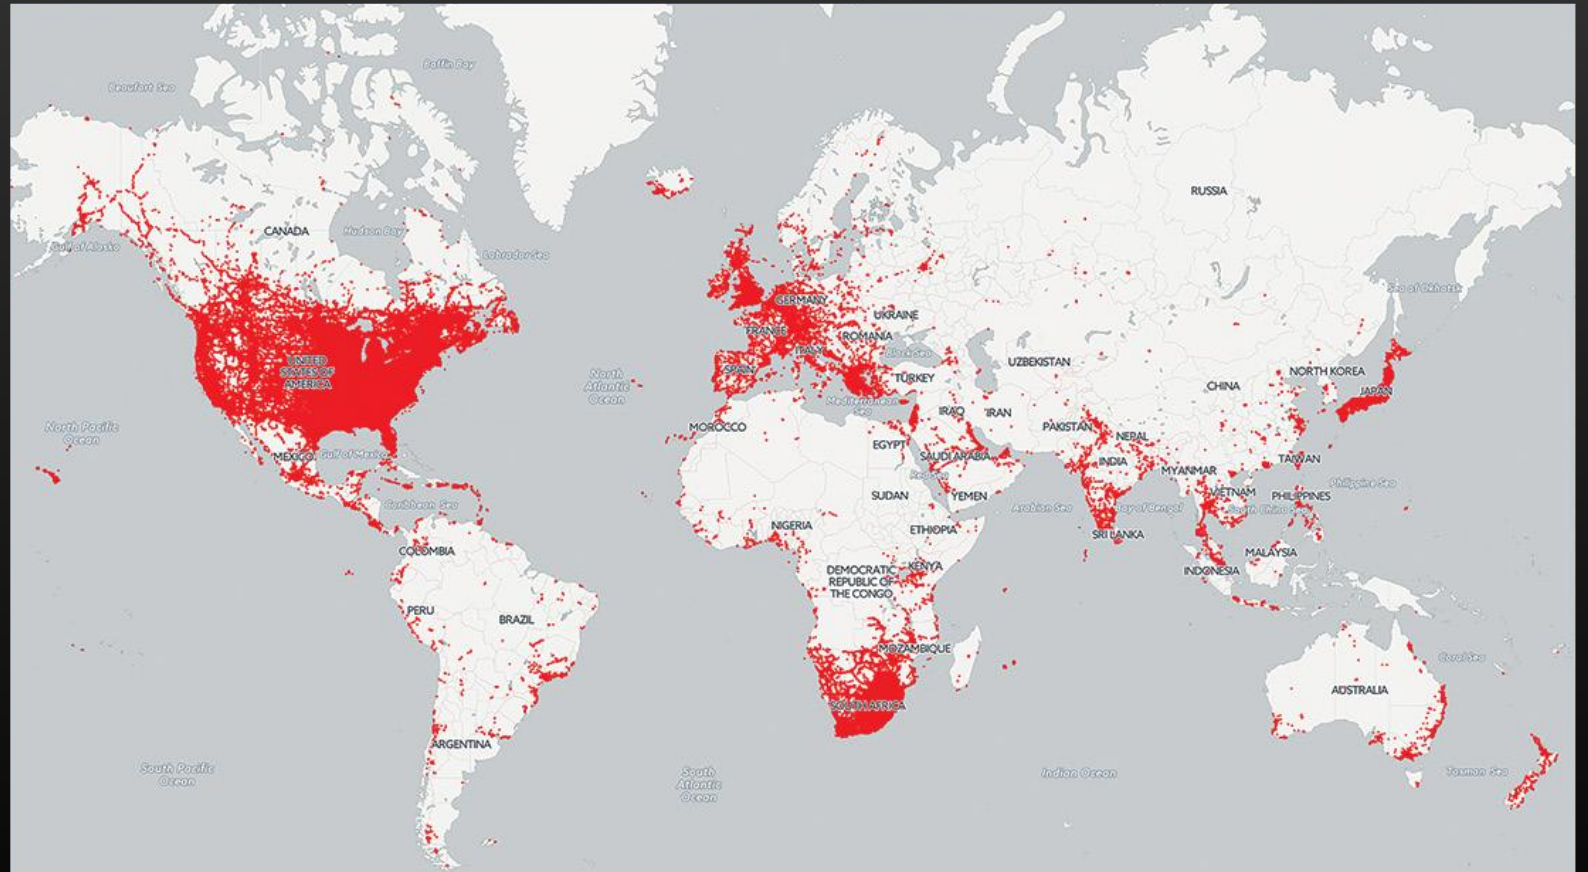 Baffin Bay
Beaufort Sea
RUSSIA
CANADA
Hudson Bay
Gulf of Alaska
Labrador Sea
Sea of Okhotsk
GERMANY
UKRAINE
FRANCE
ROMANIA
ITALY
Black Sea
UZBEKISTAN
UNITED
STATES OF
AMERICA
SPAIN
TURKEY
NORTH KOREA
CHINA
JAPAN
North
Atlantic
Ocean
Mediterranean
Sea
IRAQ
IRAN
North Pacific
Ocean
MOROCCO
PAKISTAN
NEPAL
EGYPT
MEXICO
Gulf of Mexico
SAUDI ARABIA
INDIA
TAIWAN
MYANMAR
Red Sea
Philippine Sea
SUDAN
YEMEN
VIETNAM
PHILIPPINES
Caribbean Sea
Arabian Sea
Bay of Bengal
South China Sea
NIGERIA
ETHIOPIA
SRI LANKA
COLOMBIA
MALAYSIA
KENYA
INDONESIA
DEMOCRATIC
REPUBLIC OF
THE CONGO
PERU
BRAZIL
MOZAMBIQUE
Coral Sea
AUSTRALIA
SOUTH AFRICA
ARGENTINA
South Pacific
Ocean
South
Atlantic
Ocean
Indian Ocean
Tasman Sea